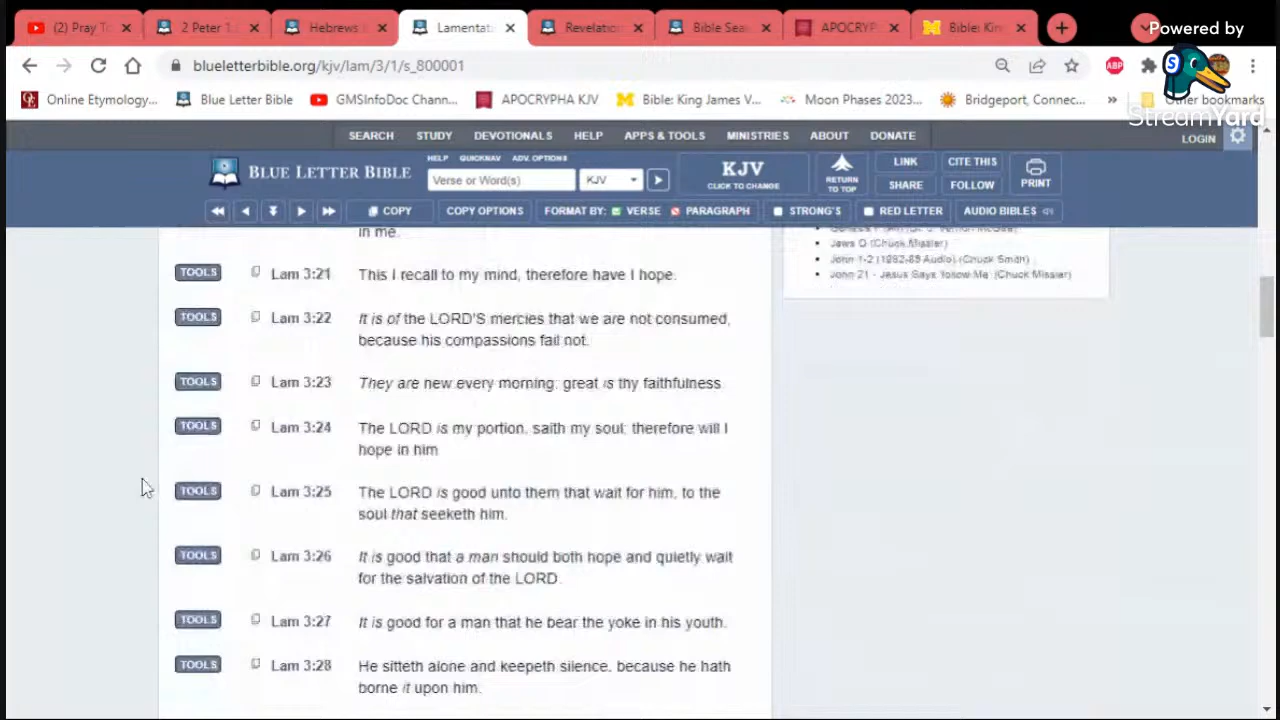 (2) Pray To
2 Peter 1:
Hebrews
Lamentat
Revelation
Bible Sea
APOCRYP
Bible: Kin
Powered by
StreamYard
blueletterbible.org/kjv/lam/3/1/s_800001
ABP
Online Etymology...
Blue Letter Bible
GMSInfoDoc Chann...
APOCRYPHA KJV
Bible: King James V...
Moon Phases 2023...
Bridgeport, Connec...
»
Other bookmarks
SEARCH STUDY DEVOTIONALS HELP APPS & TOOLS MINISTRIES ABOUT DONATE
LOGIN
BLUE LETTER BIBLE
HELP QUICKNAV ADV. OPTIONS
Verse or Word(s)
KJV
KJV
CLICK TO CHANGE
RETURN
TO TOP
LINK
CITE THIS
SHARE
FOLLOW
PRINT
COPY
COPY OPTIONS
FORMAT BY: VERSE PARAGRAPH
STRONG'S
RED LETTER
AUDIO BIBLES
in me.
TOOLS Lam 3:21 This I recall to my mind, therefore have I hope.
TOOLS Lam 3:22 It is of the LORD'S mercies that we are not consumed,
because his compassions fail not.
TOOLS Lam 3:23 They are new every morning: great is thy faithfulness
TOOLS Lam 3:24 The LORD is my portion, saith my soul; therefore will I
hope in him
TOOLS Lam 3:25 The LORD is good unto them that wait for him, to the
soul that seeketh him.
TOOLS Lam 3:26 It is good that a man should both hope and quietly wait
for the salvation of the LORD.
TOOLS Lam 3:27 It is good for a man that he bear the yoke in his youth.
TOOLS Lam 3:28 He sitteth alone and keepeth silence, because he hath
borne it upon him.
Jews Q (Chuck Missler)
John 1-2 (1982-85 Audio) (Chuck Smith)
John 21 - Jesus Says 'follow Me' (Chuck Missler)